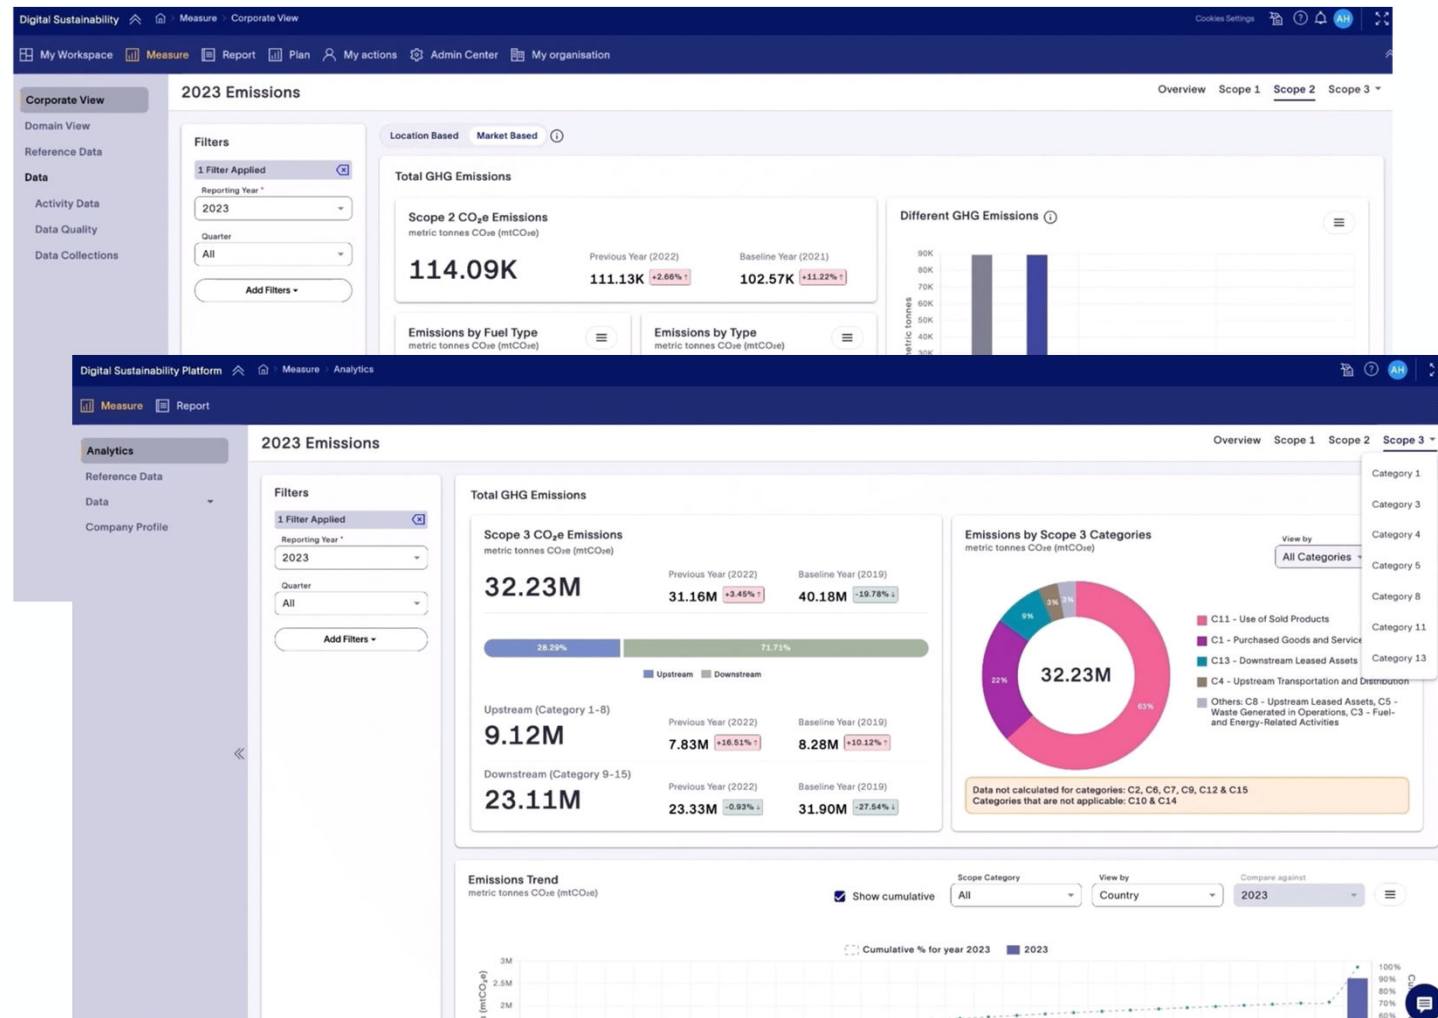 Digital Sustainability
Measure
Corporate View
Cookies Settings
AH
My Workspace
Measure
Report
Plan
My actions
Admin Center
My organisation
Corporate View
Domain View
Reference Data
Data
Activity Data
Data Quality
Data Collections
2023 Emissions
Overview
Scope 1
Scope 2
Scope 3
Filters
1 Filter Applied
Reporting Year *
2023
Quarter
All
Add Filters
Location Based
Market Based
Total GHG Emissions
Scope 2 CO₂e Emissions
metric tonnes CO₂e (mtCO₂e)
114.09K
Previous Year (2022)
111.13K +2.66% ↑
Baseline Year (2021)
102.57K +11.22% ↑
Emissions by Fuel Type
metric tonnes CO₂e (mtCO₂e)
Emissions by Type
metric tonnes CO₂e (mtCO₂e)
Different GHG Emissions
90K
80K
70K
60K
50K
40K
30K
metric tonnes
Digital Sustainability Platform
Measure
Analytics
AH
Measure
Report
Analytics
Reference Data
Data
Company Profile
2023 Emissions
Overview
Scope 1
Scope 2
Scope 3
Category 1
Category 3
Category 4
Category 5
Category 8
Category 11
Category 13
Filters
1 Filter Applied
Reporting Year *
2023
Quarter
All
Add Filters
Total GHG Emissions
Scope 3 CO₂e Emissions
metric tonnes CO₂e (mtCO₂e)
32.23M
Previous Year (2022)
31.16M +3.45% ↑
Baseline Year (2019)
40.18M -19.78% ↓
28.29%
71.71%
Upstream
Downstream
Upstream (Category 1-8)
9.12M
Previous Year (2022)
7.83M +16.51% ↑
Baseline Year (2019)
8.28M +10.12% ↑
Downstream (Category 9-15)
23.11M
Previous Year (2022)
23.33M -0.93% ↓
Baseline Year (2019)
31.90M -27.54% ↓
Emissions by Scope 3 Categories
metric tonnes CO₂e (mtCO₂e)
View by
All Categories
3%
3%
9%
22%
63%
32.23M
C11 - Use of Sold Products
C1 - Purchased Goods and Service
C13 - Downstream Leased Assets
C4 - Upstream Transportation and Distribution
Others: C8 - Upstream Leased Assets, C5 -
Waste Generated in Operations, C3 - Fuel-
and Energy-Related Activities
Data not calculated for categories: C2, C6, C7, C9, C12 & C15
Categories that are not applicable: C10 & C14
Emissions Trend
metric tonnes CO₂e (mtCO₂e)
Show cumulative
Scope Category
All
View by
Country
Compare against
2023
Cumulative % for year 2023
2023
3M
2.5M
2M
s (mtCO₂e)
100%
90%
80%
70%
60%